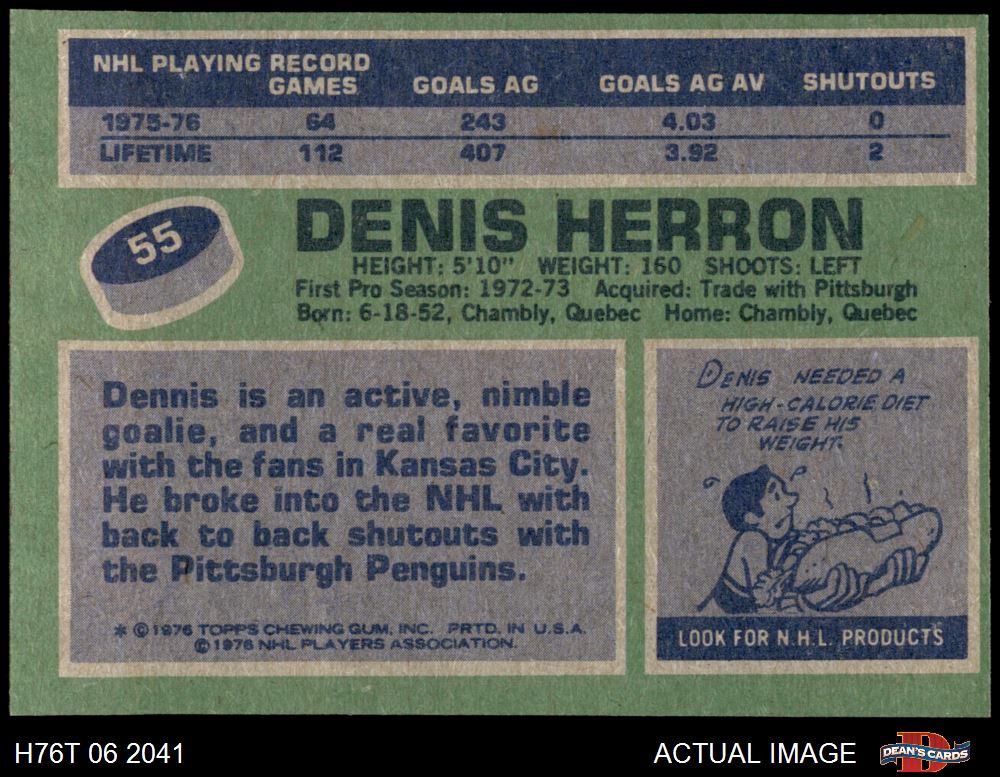 NHL PLAYING RECORD
GAMES GOALS AG GOALS AG AV SHUTOUTS
1975-76 64 243 4.03 0
LIFETIME 112 407 3.92 2
55
DENIS HERRON
HEIGHT: 5'10" WEIGHT: 160 SHOOTS: LEFT
First Pro Season: 1972-73 Acquired: Trade with Pittsburgh
Born: 6-18-52, Chambly, Quebec Home: Chambly, Quebec
Dennis is an active, nimble
goalie, and a real favorite
with the fans in Kansas City.
He broke into the NHL with
back to back shutouts with
the Pittsburgh Penguins.
* © 1976 TOPPS CHEWING GUM, INC. PRTD. IN U.S.A.
© 1976 NHL PLAYERS ASSOCIATION.
DENIS NEEDED A
HIGH-CALORIE DIET
TO RAISE HIS
WEIGHT.
LOOK FOR N.H.L. PRODUCTS
H76T 06 2041
ACTUAL IMAGE
D
DEAN'S CARDS